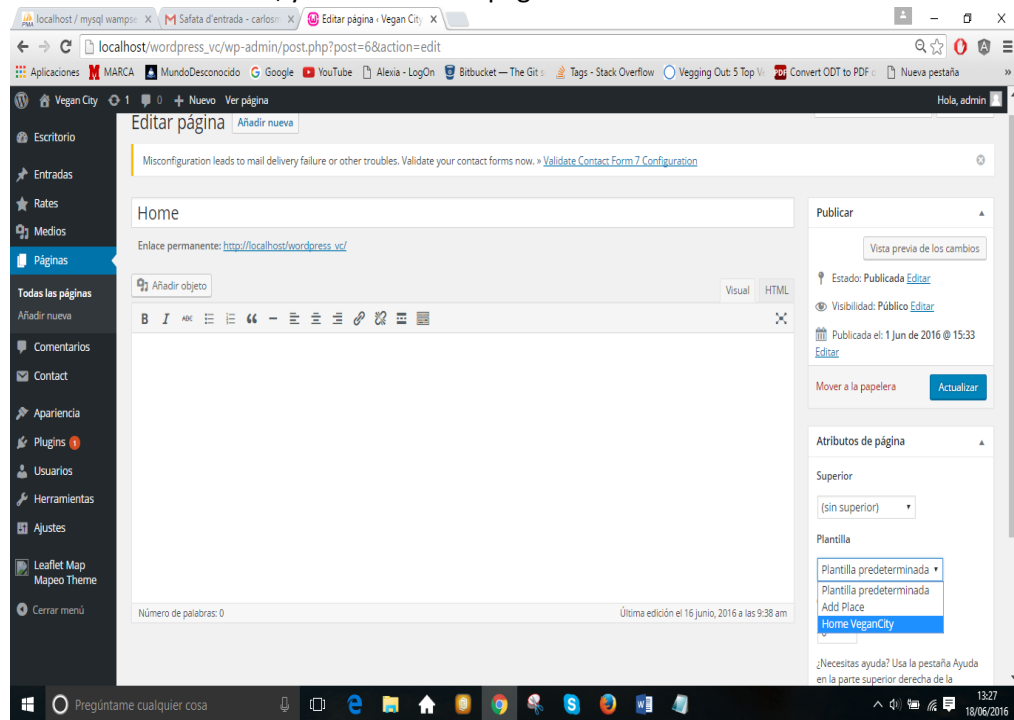 localhost / mysql wampse
Safata d'entrada - carlosm
Editar página ‹ Vegan City
localhost/wordpress_vc/wp-admin/post.php?post=6&action=edit
Aplicaciones MARCA MundoDesconocido Google YouTube Alexia - LogOn Bitbucket — The Git s Tags - Stack Overflow Vegging Out: 5 Top V Convert ODT to PDF Nueva pestaña »
Vegan City 1 0 + Nuevo Ver página Hola, admin
Escritorio
Entradas
Rates
Medios
Páginas
Todas las páginas
Añadir nueva
Comentarios
Contact
Apariencia
Plugins 1
Usuarios
Herramientas
Ajustes
Leaflet Map
Mapeo Theme
Cerrar menú
Editar página Añadir nueva
Misconfiguration leads to mail delivery failure or other troubles. Validate your contact forms now. » Validate Contact Form 7 Configuration
Home
Enlace permanente: http://localhost/wordpress_vc/
Añadir objeto
Visual HTML
B I ABC
Número de palabras: 0
Última edición el 16 junio, 2016 a las 9:38 am
Publicar
Vista previa de los cambios
Estado: Publicada Editar
Visibilidad: Público Editar
Publicada el: 1 Jun de 2016 @ 15:33
Editar
Mover a la papelera Actualizar
Atributos de página
Superior
(sin superior)
Plantilla
Plantilla predeterminada
Plantilla predeterminada
Add Place
Home VeganCity
¿Necesitas ayuda? Usa la pestaña Ayuda
en la parte superior derecha de la
Pregúntame cualquier cosa
13:27
18/06/2016